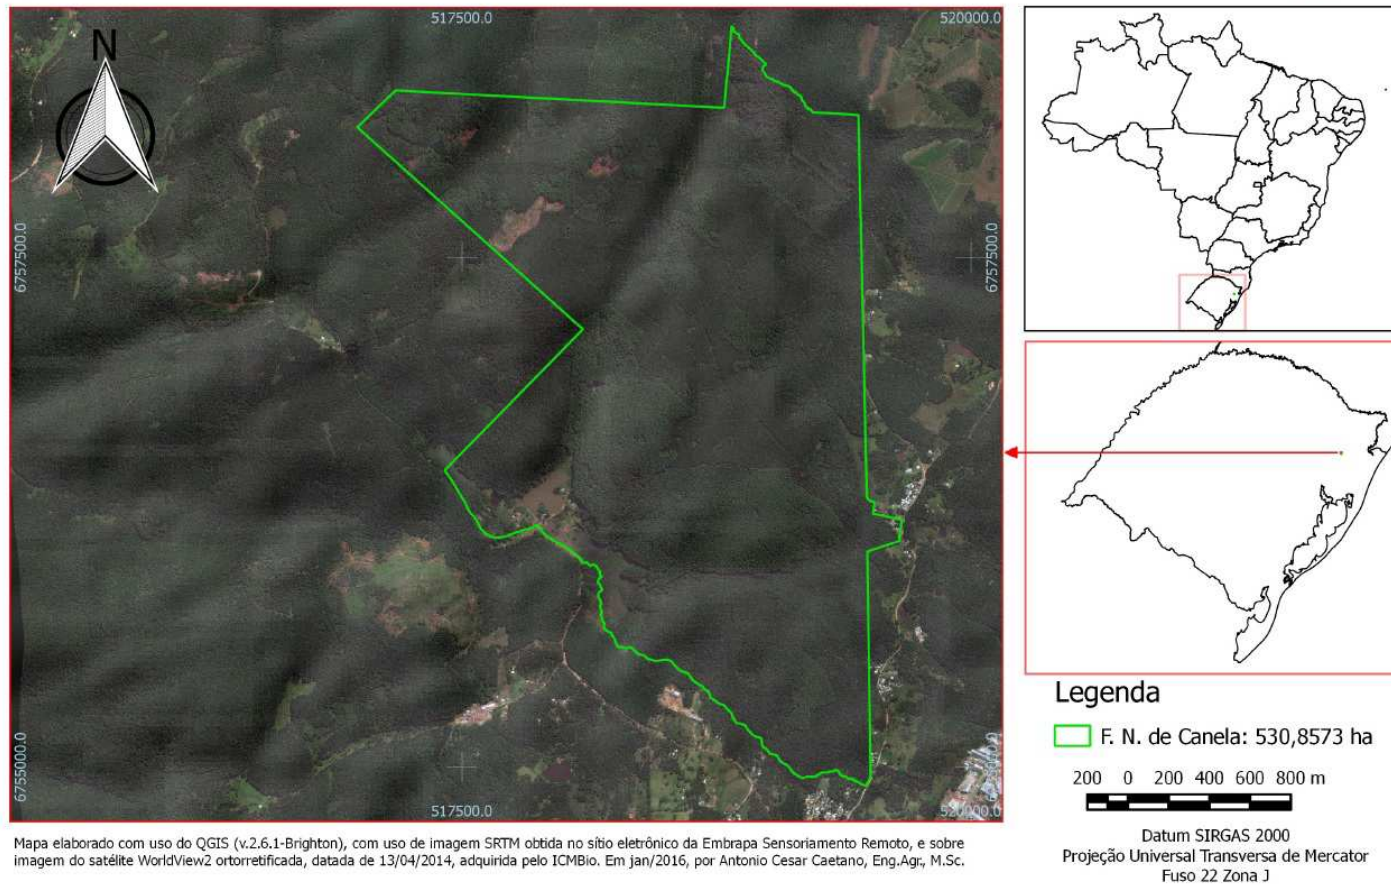 517500.0
520000.0
N
6757500.0
6757500.0
6755000.0
517500.0
520000.0
Legenda
F. N. de Canela: 530,8573 ha
200 0 200 400 600 800 m
Datum SIRGAS 2000
Projeção Universal Transversa de Mercator
Fuso 22 Zona J
Mapa elaborado com uso do QGIS (v.2.6.1-Brighton), com uso de imagem SRTM obtida no sítio eletrônico da Embrapa Sensoriamento Remoto, e sobre
imagem do satélite WorldView2 ortorretificada, datada de 13/04/2014, adquirida pelo ICMBio. Em jan/2016, por Antonio Cesar Caetano, Eng.Agr., M.Sc.